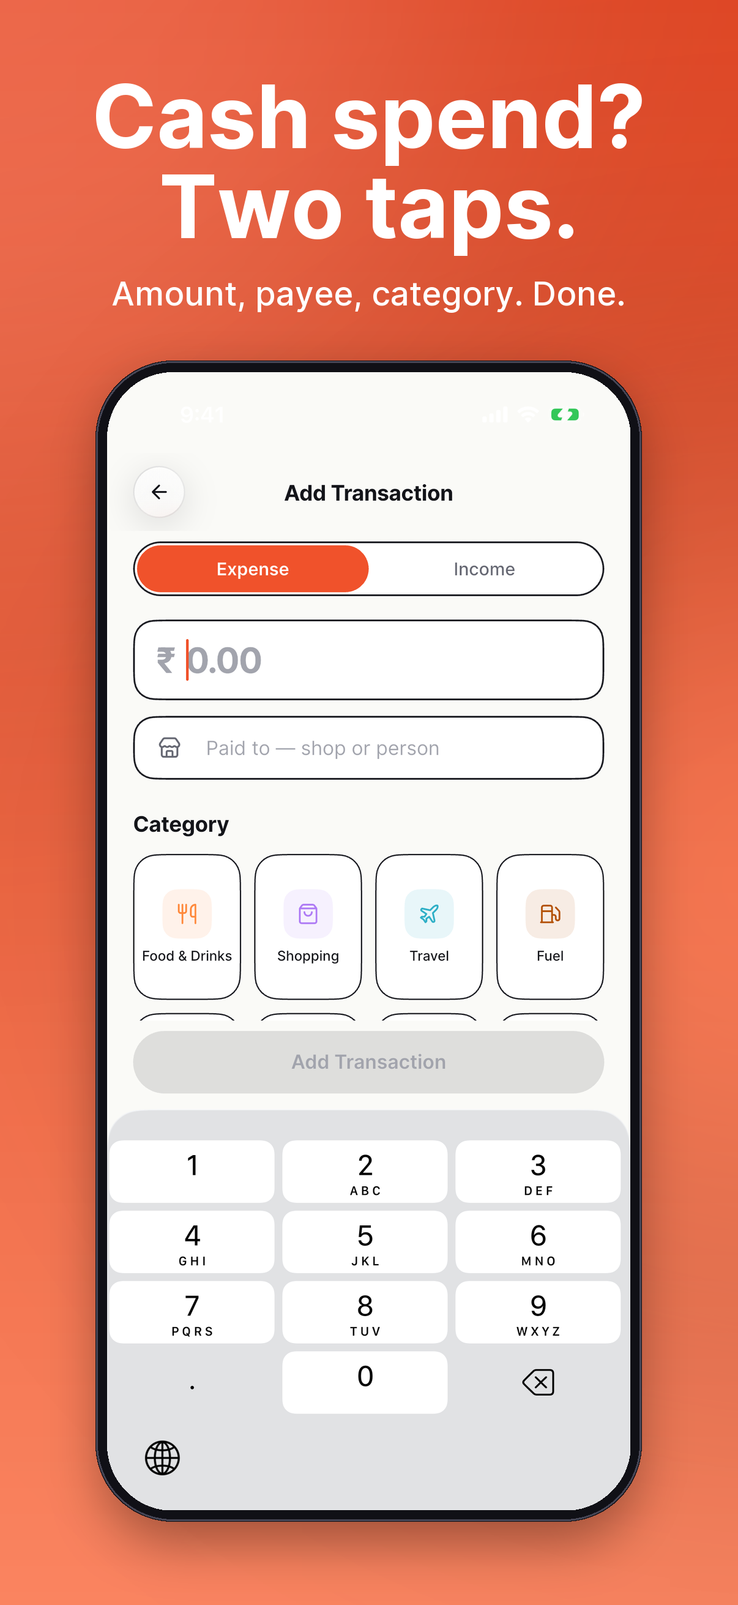 Cash spend?
Two taps.
Amount, payee, category. Done.
9:41
Add Transaction
Expense
Income
₹ 0.00
Paid to — shop or person
Category
Food & Drinks
Shopping
Travel
Fuel
Add Transaction
1
2
ABC
3
DEF
4
GHI
5
JKL
6
MNO
7
PQRS
8
TUV
9
WXYZ
.
0